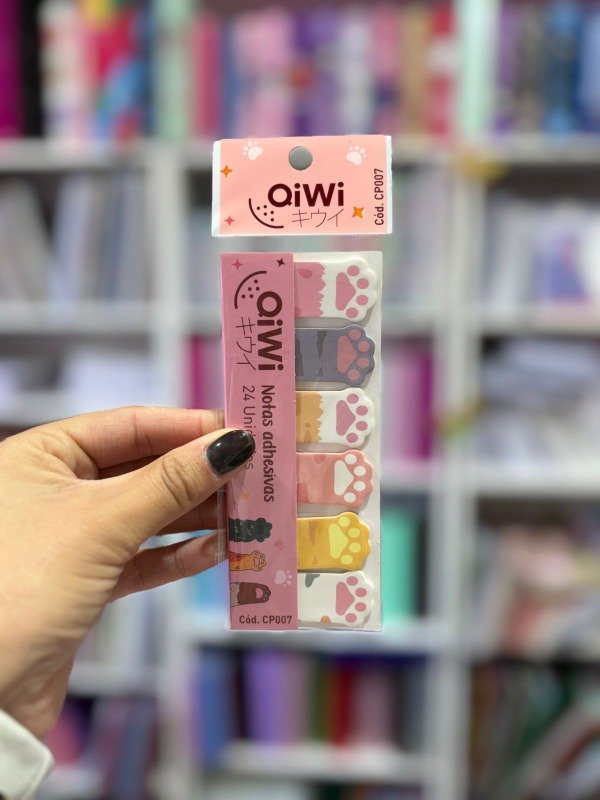 QiWi
キウイ
Cód. CP007
QiWi
キウイ
Notas adhesivas
24
Cód. CP007